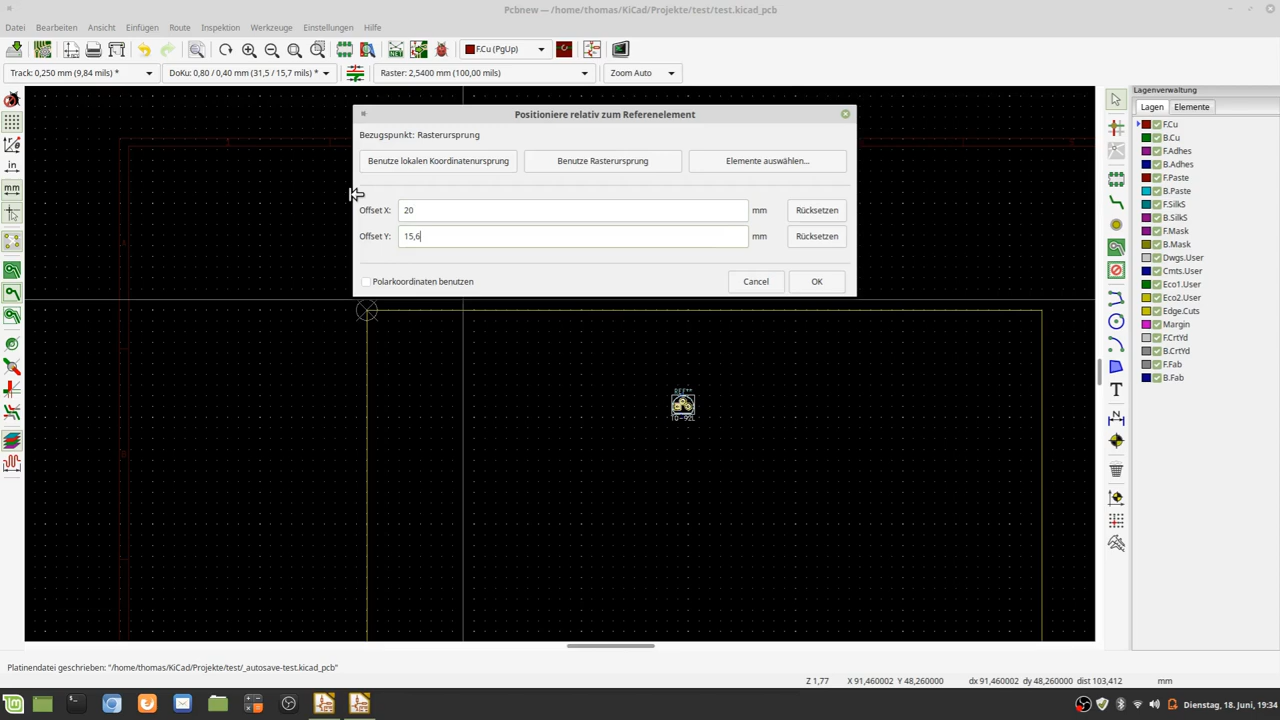 Pcbnew — /home/thomas/KiCad/Projekte/test/test.kicad_pcb
Datei Bearbeiten Ansicht Einfügen Route Inspektion Werkzeuge Einstellungen Hilfe
F.Cu (PgUp)
Track: 0,250 mm (9,84 mils) * DoKu: 0,80 / 0,40 mm (31,5 / 15,7 mils) * Raster: 2,5400 mm (100,00 mils) Zoom Auto
Lagenverwaltung
Lagen Elemente
Positioniere relativ zum Referenelement
Bezugspunkt: Rasterursprung
Benutze lokalen Koordinatenursprung Benutze Rasterursprung Elemente auswählen...
Offset X: 20 mm Rücksetzen
Offset Y: 15,6 mm Rücksetzen
Polarkoordinaten benutzen Cancel OK
in
mm
NET
F.Cu
B.Cu
F.Adhes
B.Adhes
F.Paste
B.Paste
F.SilkS
B.SilkS
F.Mask
B.Mask
Dwgs.User
Cmts.User
Eco1.User
Eco2.User
Edge.Cuts
Margin
F.CrtYd
B.CrtYd
F.Fab
B.Fab
REF**
TO-92L
Platinendatei geschrieben: "/home/thomas/KiCad/Projekte/test/_autosave-test.kicad_pcb"
Z 1,77 X 91,460002 Y 48,260000 dx 91,460002 dy 48,260000 dist 103,412 mm
Dienstag, 18. Juni, 19:34